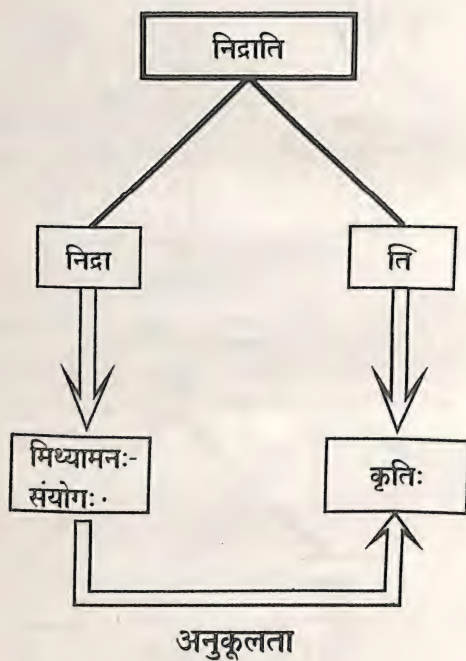 निद्राति
निद्रा
ति
मिथ्यामनः-
संयोगः·
कृतिः
अनुकूलता